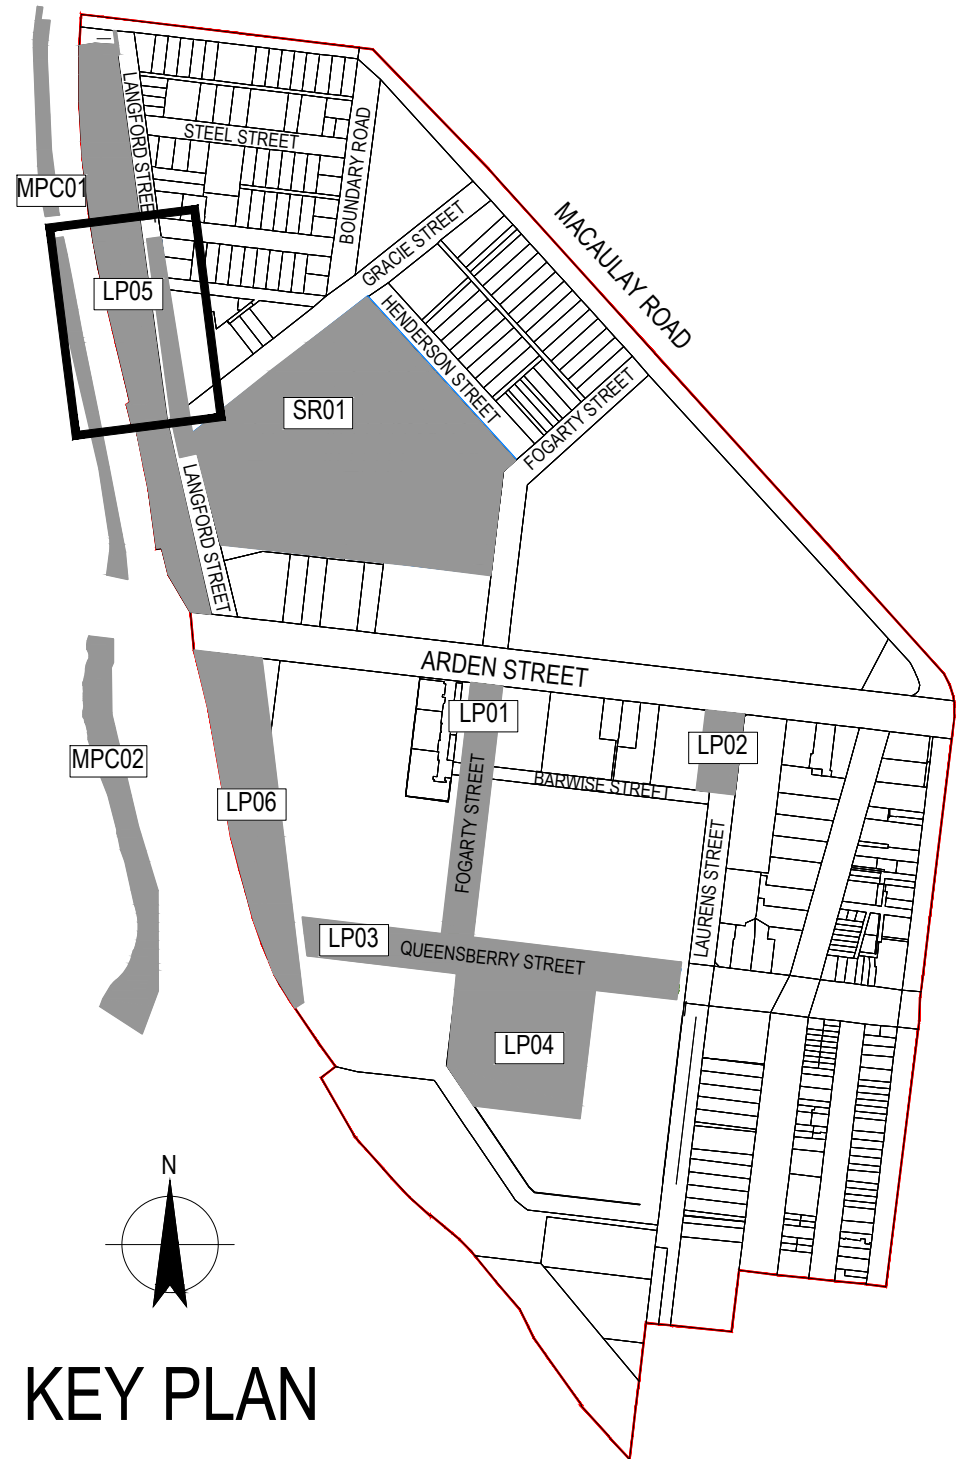 LANGFORD STREET
STEEL STREET
BOUNDARY ROAD
MPC01
GRACIE STREET
MACAULAY ROAD
LP05
HENDERSON STREET
SR01
FOGARTY STREET
LANGFORD STREET
ARDEN STREET
LP01
LP02
MPC02
BARWISE STREET
LP06
FOGARTY STREET
LAURENS STREET
LP03
QUEENSBERRY STREET
LP04
N
KEY PLAN